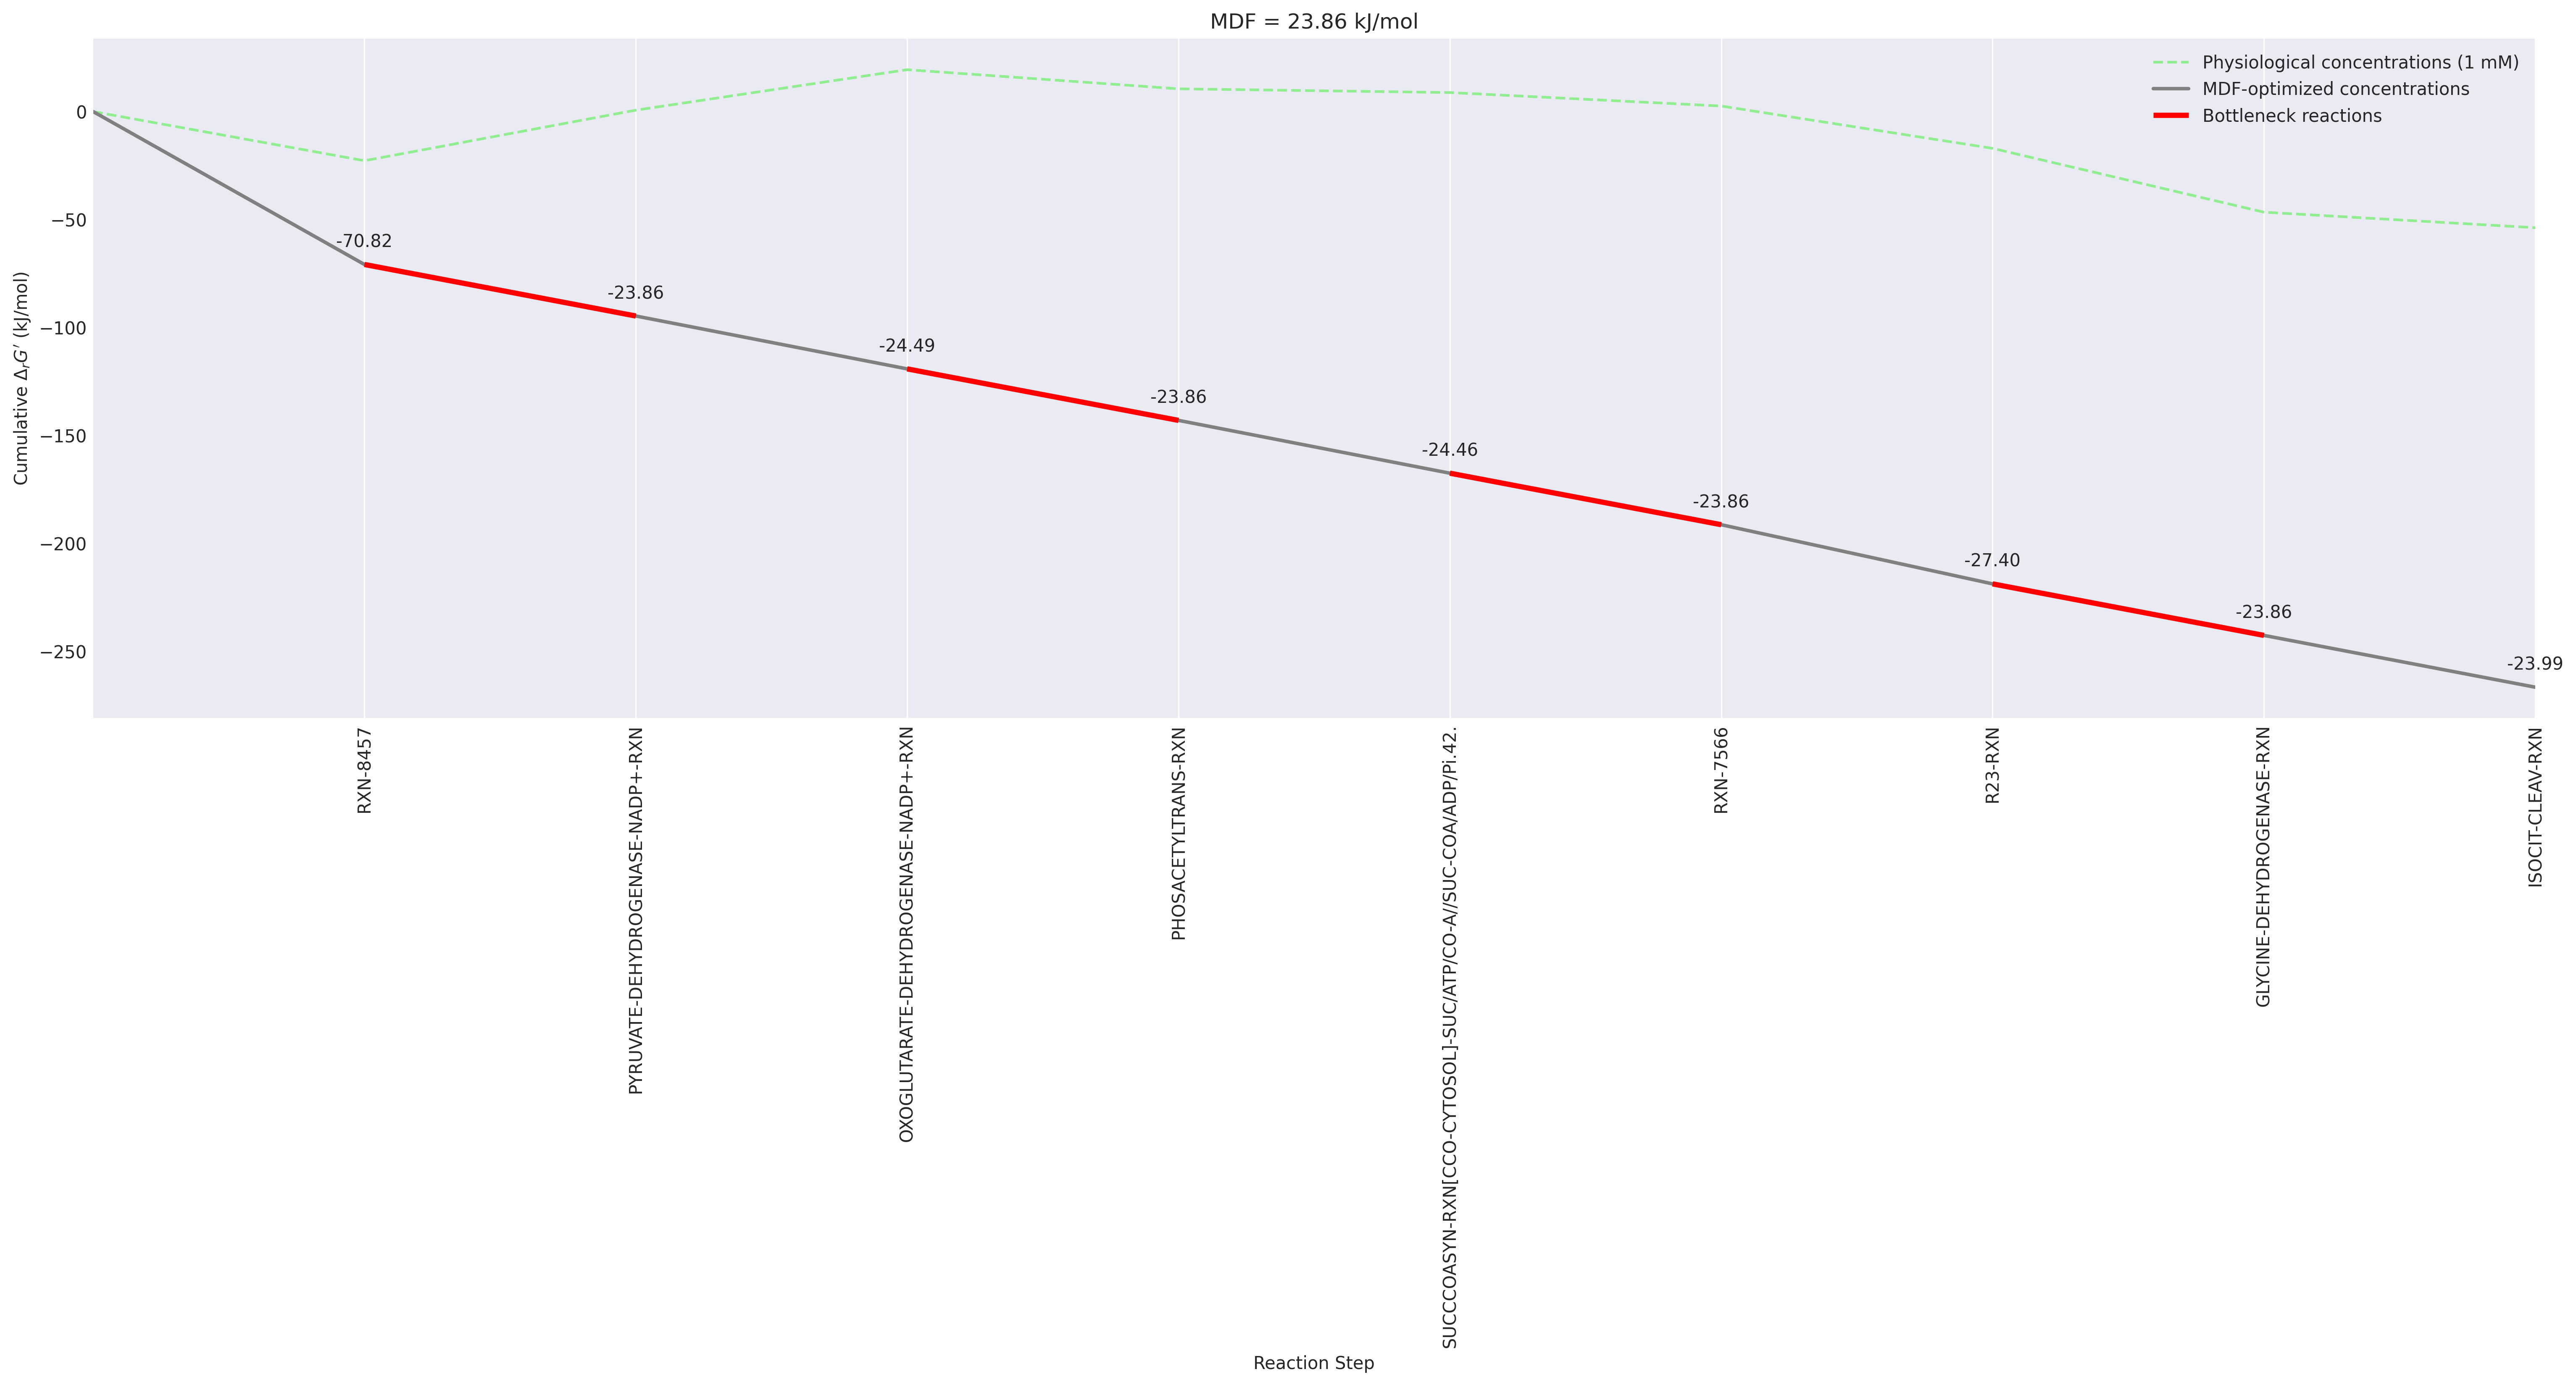 MDF = 23.86 kJ/mol
Physiological concentrations (1 mM)
MDF-optimized concentrations
Bottleneck reactions
Cumulative ΔrG′ (kJ/mol)
0
−50
−100
−150
−200
−250
-70.82
-23.86
-24.49
-23.86
-24.46
-23.86
-27.40
-23.86
-23.99
RXN-8457
PYRUVATE-DEHYDROGENASE-NADP+-RXN
OXOGLUTARATE-DEHYDROGENASE-NADP+-RXN
PHOSACETYLTRANS-RXN
SUCCCOASYN-RXN[CCO-CYTOSOL]-SUC/ATP/CO-A//SUC-COA/ADP/Pi.42.
RXN-7566
R23-RXN
GLYCINE-DEHYDROGENASE-RXN
ISOCIT-CLEAV-RXN
Reaction Step